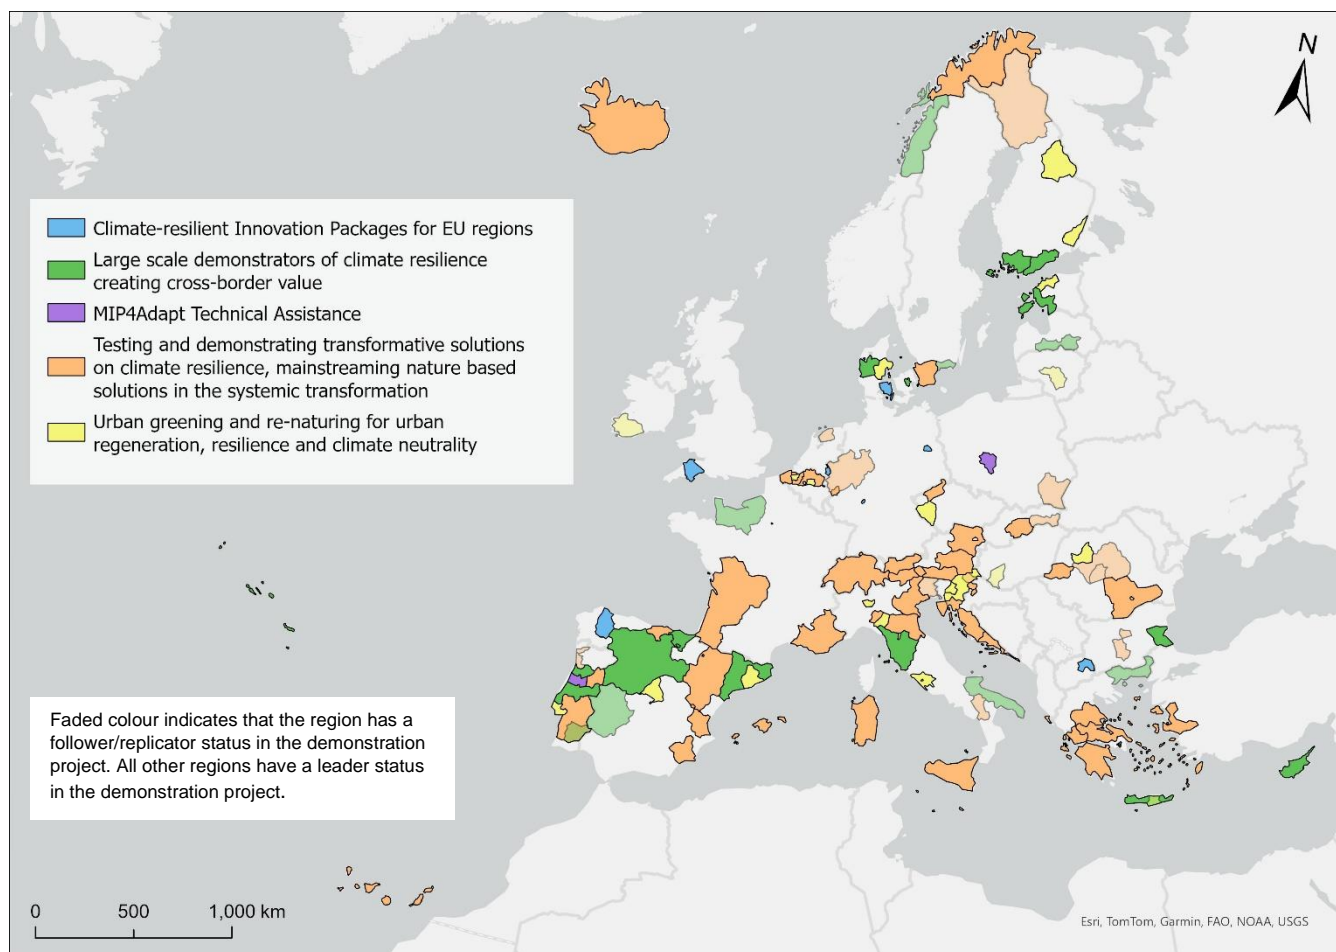 N
Climate-resilient Innovation Packages for EU regions
Large scale demonstrators of climate resilience
creating cross-border value
MIP4Adapt Technical Assistance
Testing and demonstrating transformative solutions
on climate resilience, mainstreaming nature based
solutions in the systemic transformation
Urban greening and re-naturing for urban
regeneration, resilience and climate neutrality
Faded colour indicates that the region has a
follower/replicator status in the demonstration
project. All other regions have a leader status
in the demonstration project.
0 500 1,000 km
Esri, TomTom, Garmin, FAO, NOAA, USGS